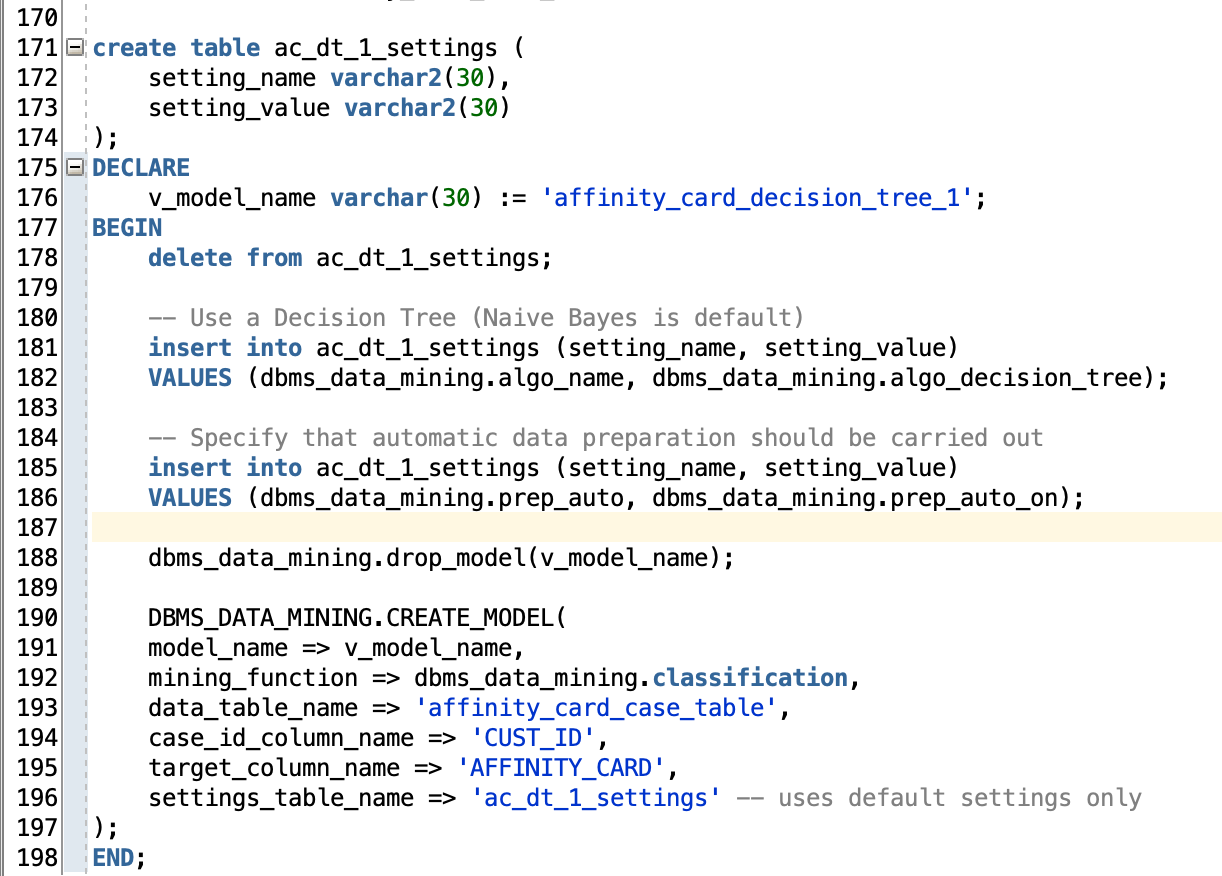 170
171 create table ac_dt_1_settings (
172     setting_name varchar2(30),
173     setting_value varchar2(30)
174 );
175 DECLARE
176     v_model_name varchar(30) := 'affinity_card_decision_tree_1';
177 BEGIN
178     delete from ac_dt_1_settings;
179
180     -- Use a Decision Tree (Naive Bayes is default)
181     insert into ac_dt_1_settings (setting_name, setting_value)
182     VALUES (dbms_data_mining.algo_name, dbms_data_mining.algo_decision_tree);
183
184     -- Specify that automatic data preparation should be carried out
185     insert into ac_dt_1_settings (setting_name, setting_value)
186     VALUES (dbms_data_mining.prep_auto, dbms_data_mining.prep_auto_on);
187
188     dbms_data_mining.drop_model(v_model_name);
189
190     DBMS_DATA_MINING.CREATE_MODEL(
191     model_name => v_model_name,
192     mining_function => dbms_data_mining.classification,
193     data_table_name => 'affinity_card_case_table',
194     case_id_column_name => 'CUST_ID',
195     target_column_name => 'AFFINITY_CARD',
196     settings_table_name => 'ac_dt_1_settings' -- uses default settings only
197 );
198 END;